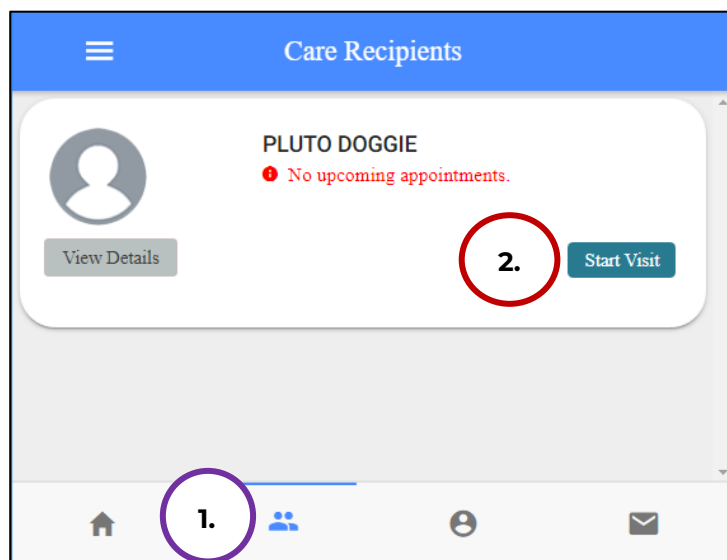 Care Recipients
PLUTO DOGGIE
No upcoming appointments.
View Details
2.
Start Visit
1.